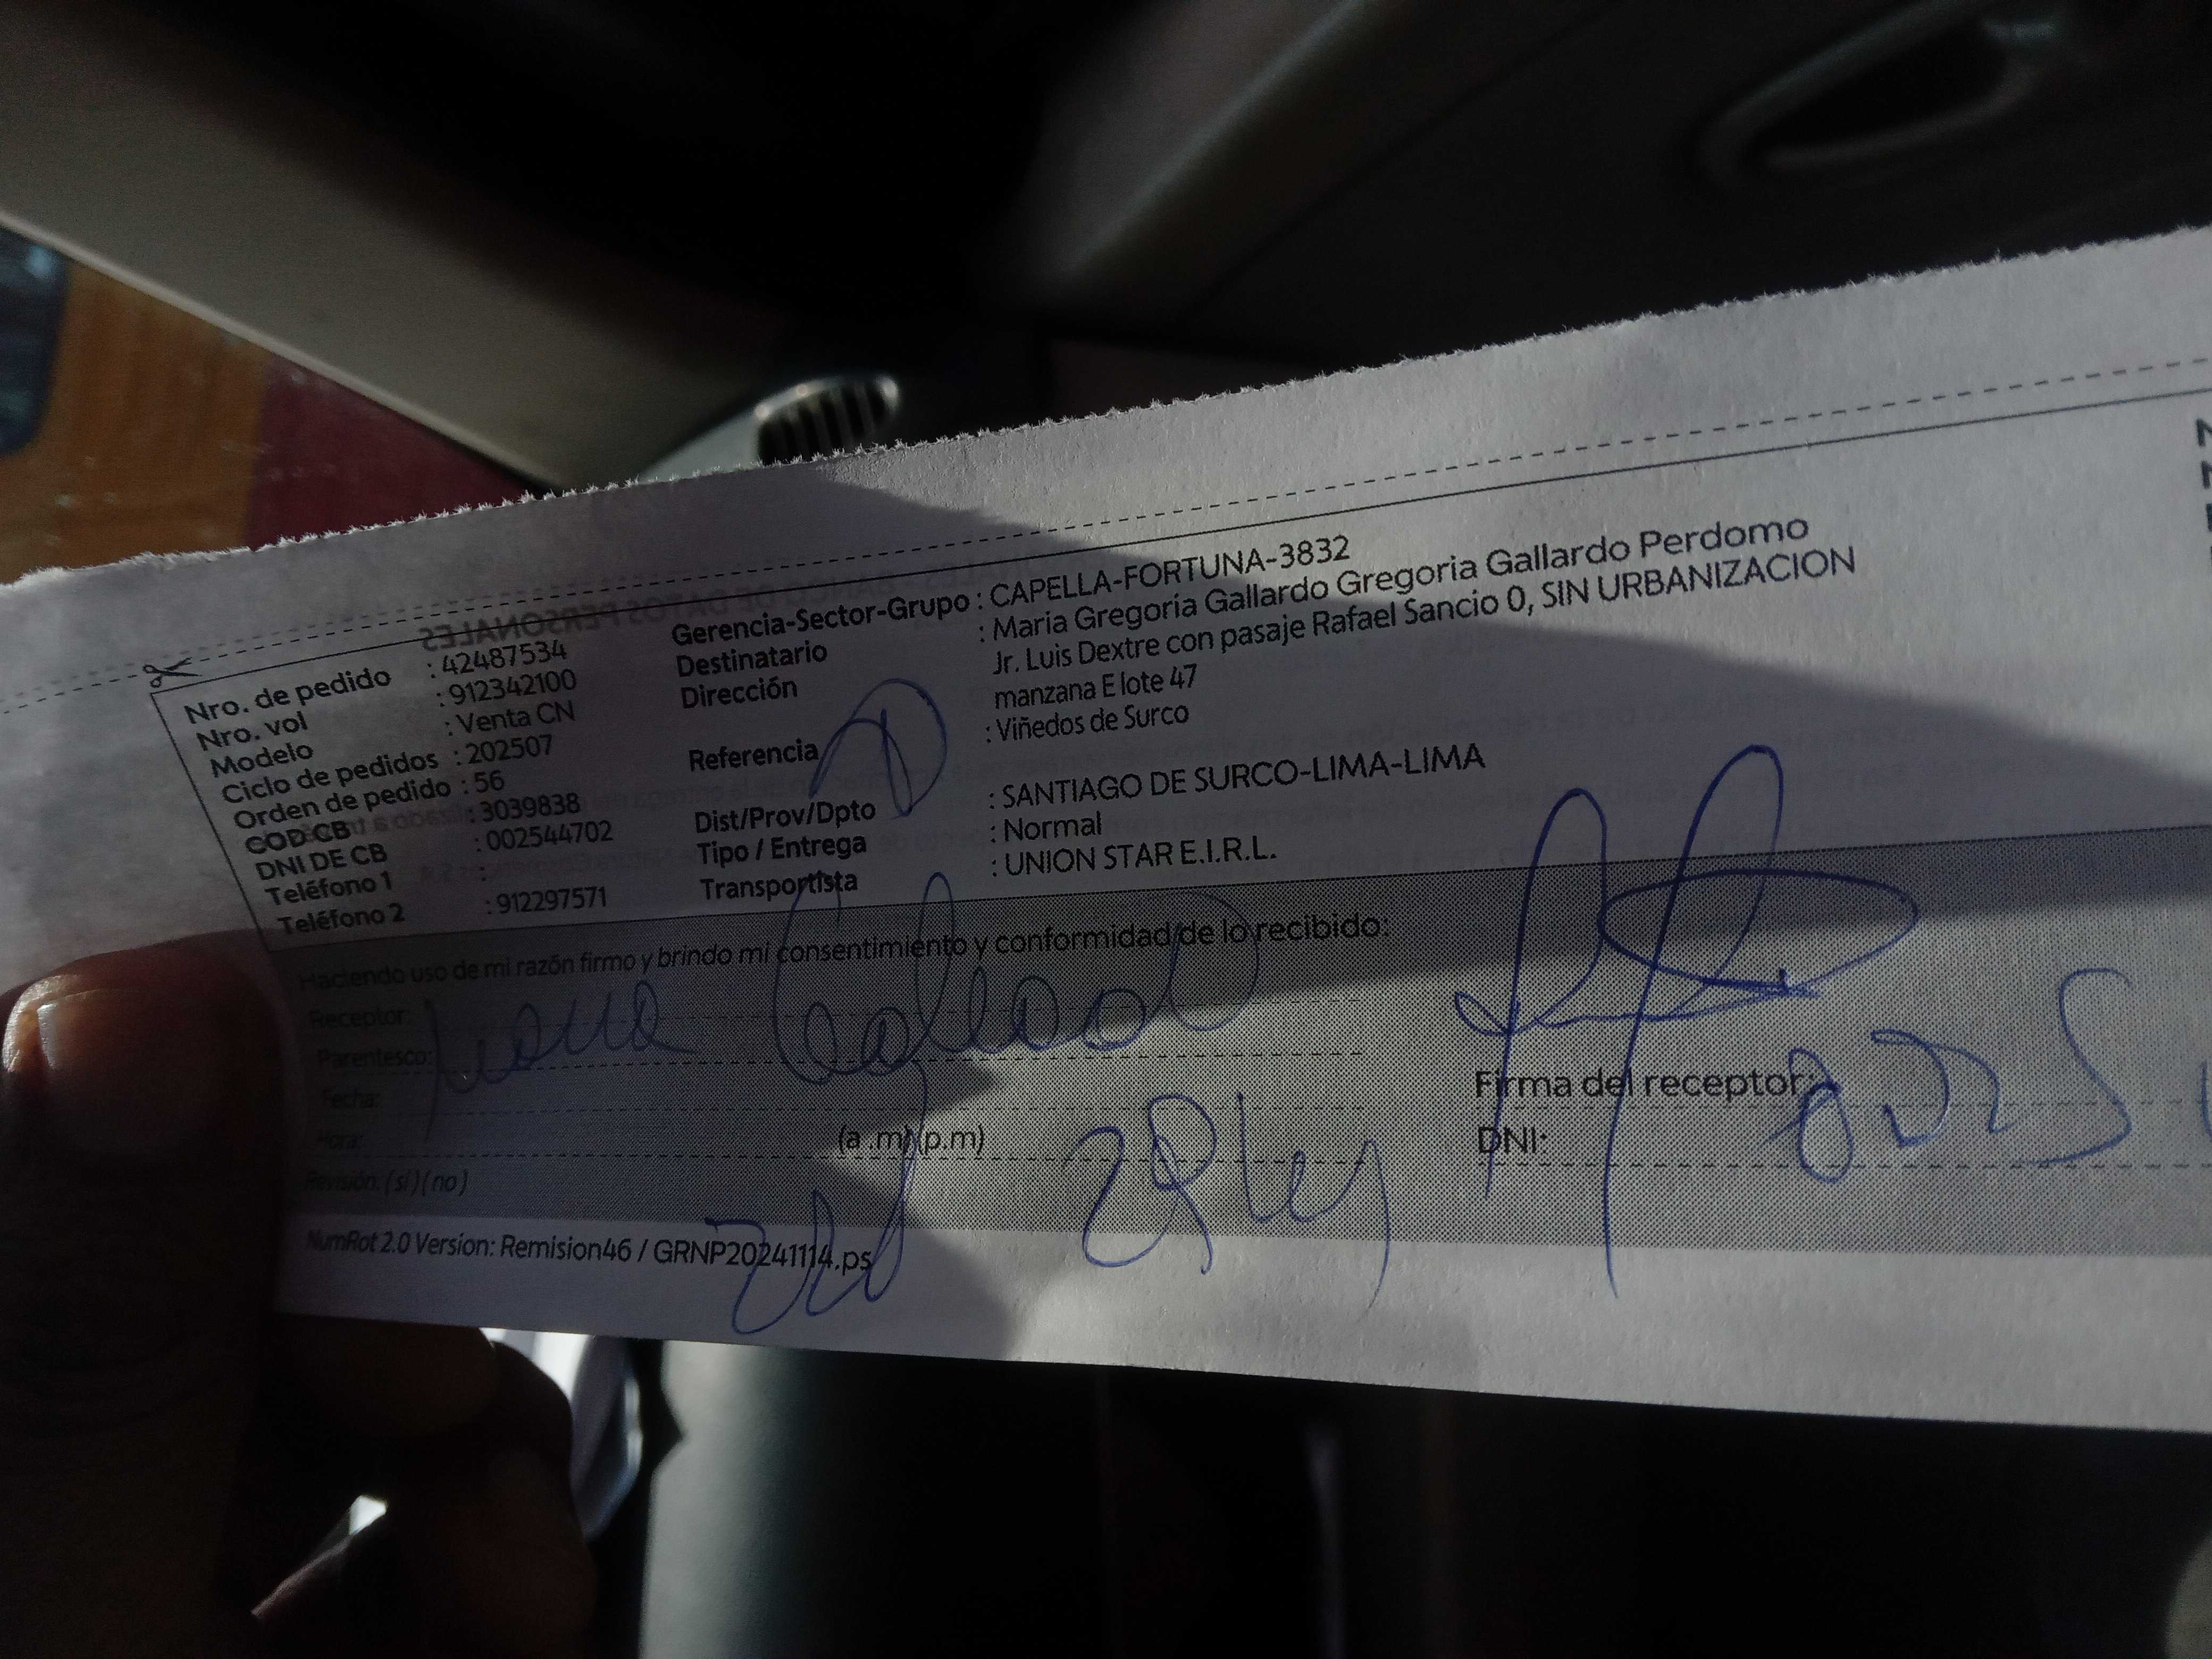 Nro. de pedido : 42487534
Nro. vol : 912342100
Modelo : Venta CN
Ciclo de pedidos : 202507
Orden de pedido : 56
COD CB : 3039838
DNI DE CB : 002544702
Teléfono 1 :
Teléfono 2 : 912297571
Gerencia-Sector-Grupo : CAPELLA-FORTUNA-3832
Destinatario : Maria Gregoria Gallardo Gregoria Gallardo Perdomo
Dirección Jr. Luis Dextre con pasaje Rafael Sancio 0, SIN URBANIZACION
manzana E lote 47
Referencia : Viñedos de Surco
Dist/Prov/Dpto : SANTIAGO DE SURCO-LIMA-LIMA
Tipo / Entrega : Normal
Transportista : UNION STAR E.I.R.L.
Haciendo uso de mi razón firmo y brindo mi consentimiento y conformidad de lo recibido:
Receptor:
Parentesco:
Fecha:
Hora: (a .m) (p.m)
Revisión: (si) (no)
Firma del receptor:
DNI:
NumRot 2.0 Version: Remision46 / GRNP20241114.ps